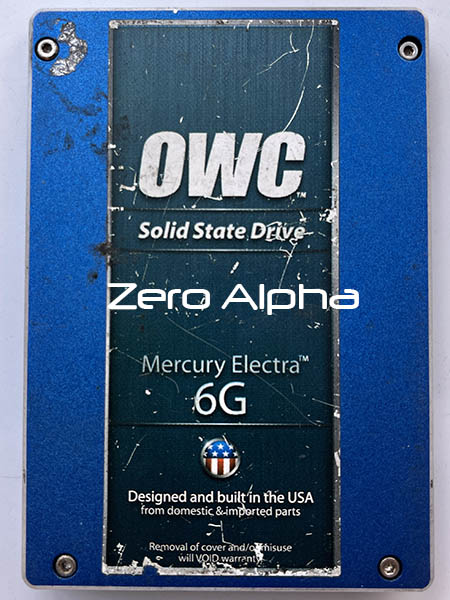 OWC™
Solid State Drive
Zero Alpha
Mercury Electra™
6G
Designed and built in the USA
from domestic & imported parts
Removal of cover and/or misuse
will VOID warranty